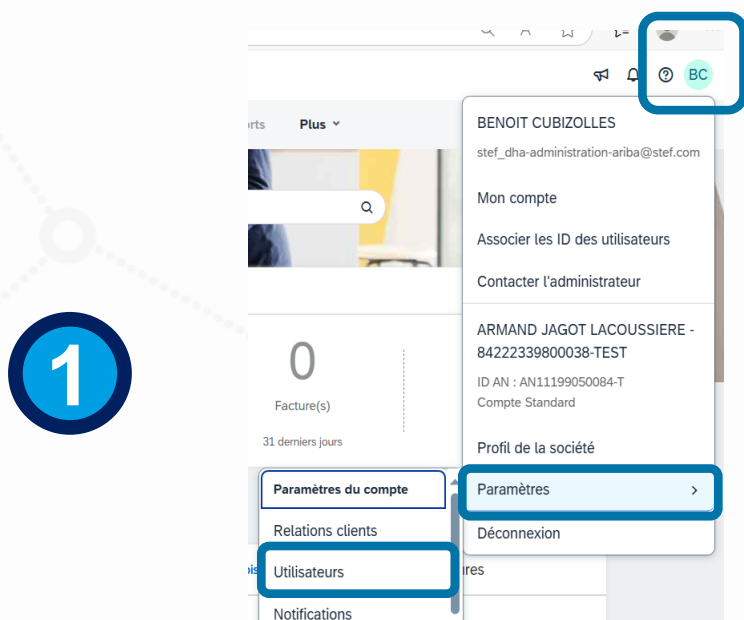 BC
orts
Plus
BENOIT CUBIZOLLES
stef_dha-administration-ariba@stef.com
Mon compte
Associer les ID des utilisateurs
Contacter l'administrateur
ARMAND JAGOT LACOUSSIERE -
84222339800038-TEST
ID AN : AN11199050084-T
Compte Standard
Profil de la société
Paramètres
Déconnexion
1
0
Facture(s)
31 derniers jours
Paramètres du compte
Relations clients
Utilisateurs
Notifications
ures